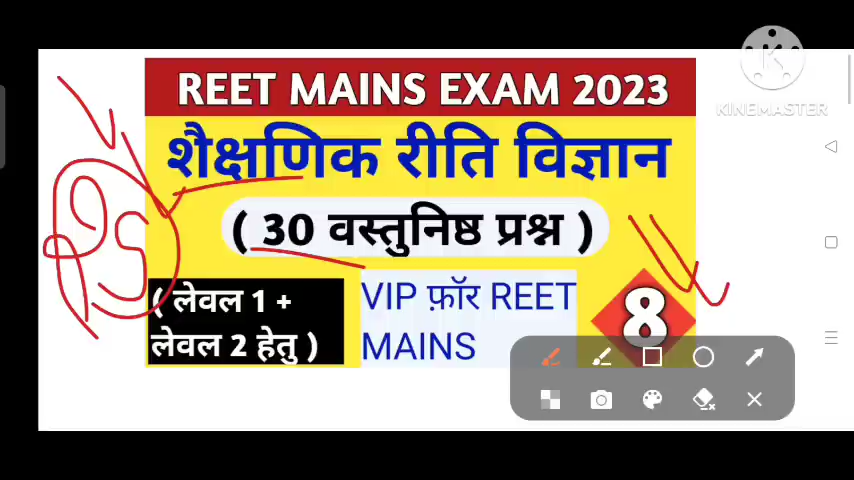 REET MAINS EXAM 2023
शैक्षणिक रीति विज्ञान
( 30 वस्तुनिष्ठ प्रश्न )
( लेवल 1 +
लेवल 2 हेतु )
VIP फ़ॉर REET
MAINS
8
KINEMASTER